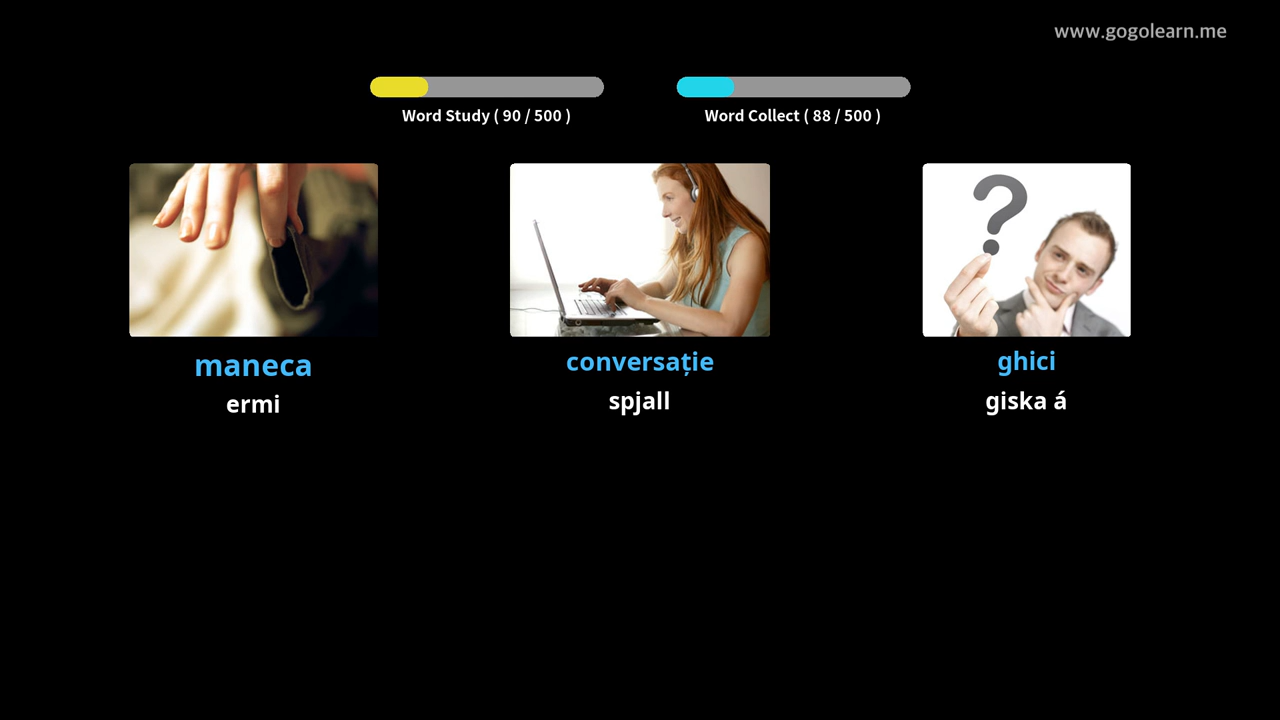 www.gogolearn.me
Word Study ( 90 / 500 )
Word Collect ( 88 / 500 )
maneca
ermi
conversație
spjall
ghici
giska á